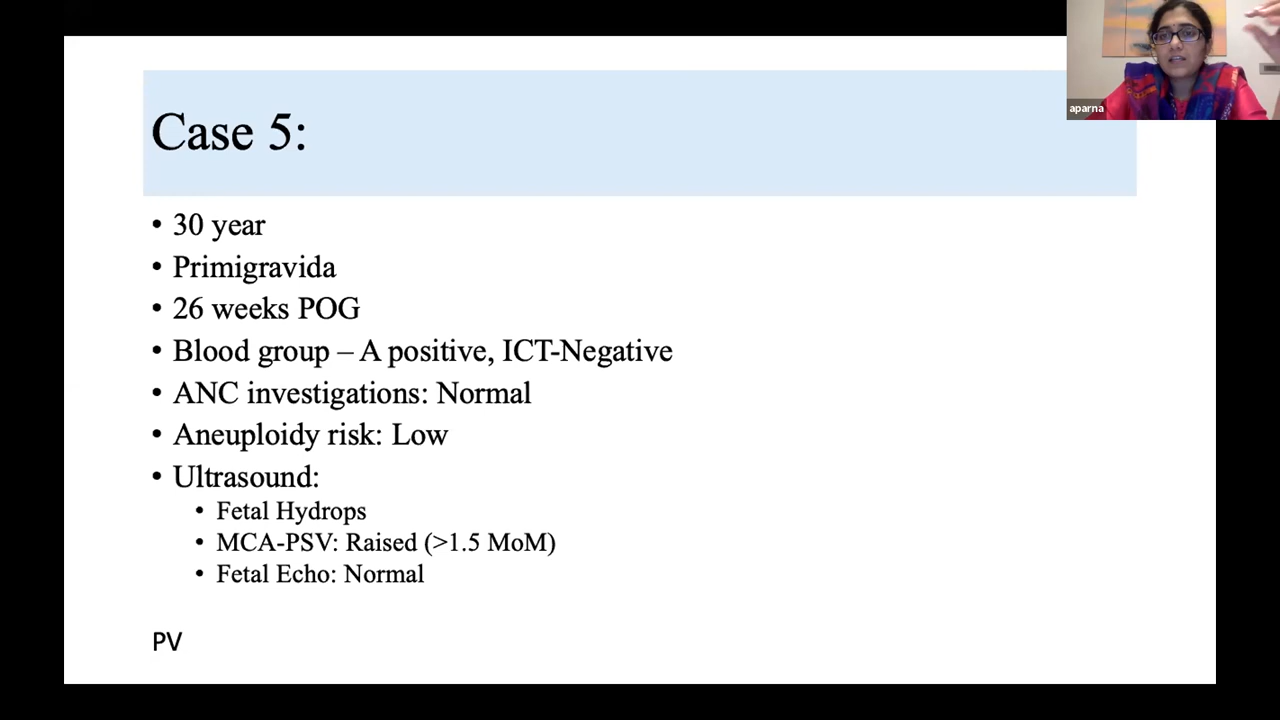 aparna
Case 5:
• 30 year
• Primigravida
• 26 weeks POG
• Blood group – A positive, ICT-Negative
• ANC investigations: Normal
• Aneuploidy risk: Low
• Ultrasound:
• Fetal Hydrops
• MCA-PSV: Raised (>1.5 MoM)
• Fetal Echo: Normal
PV